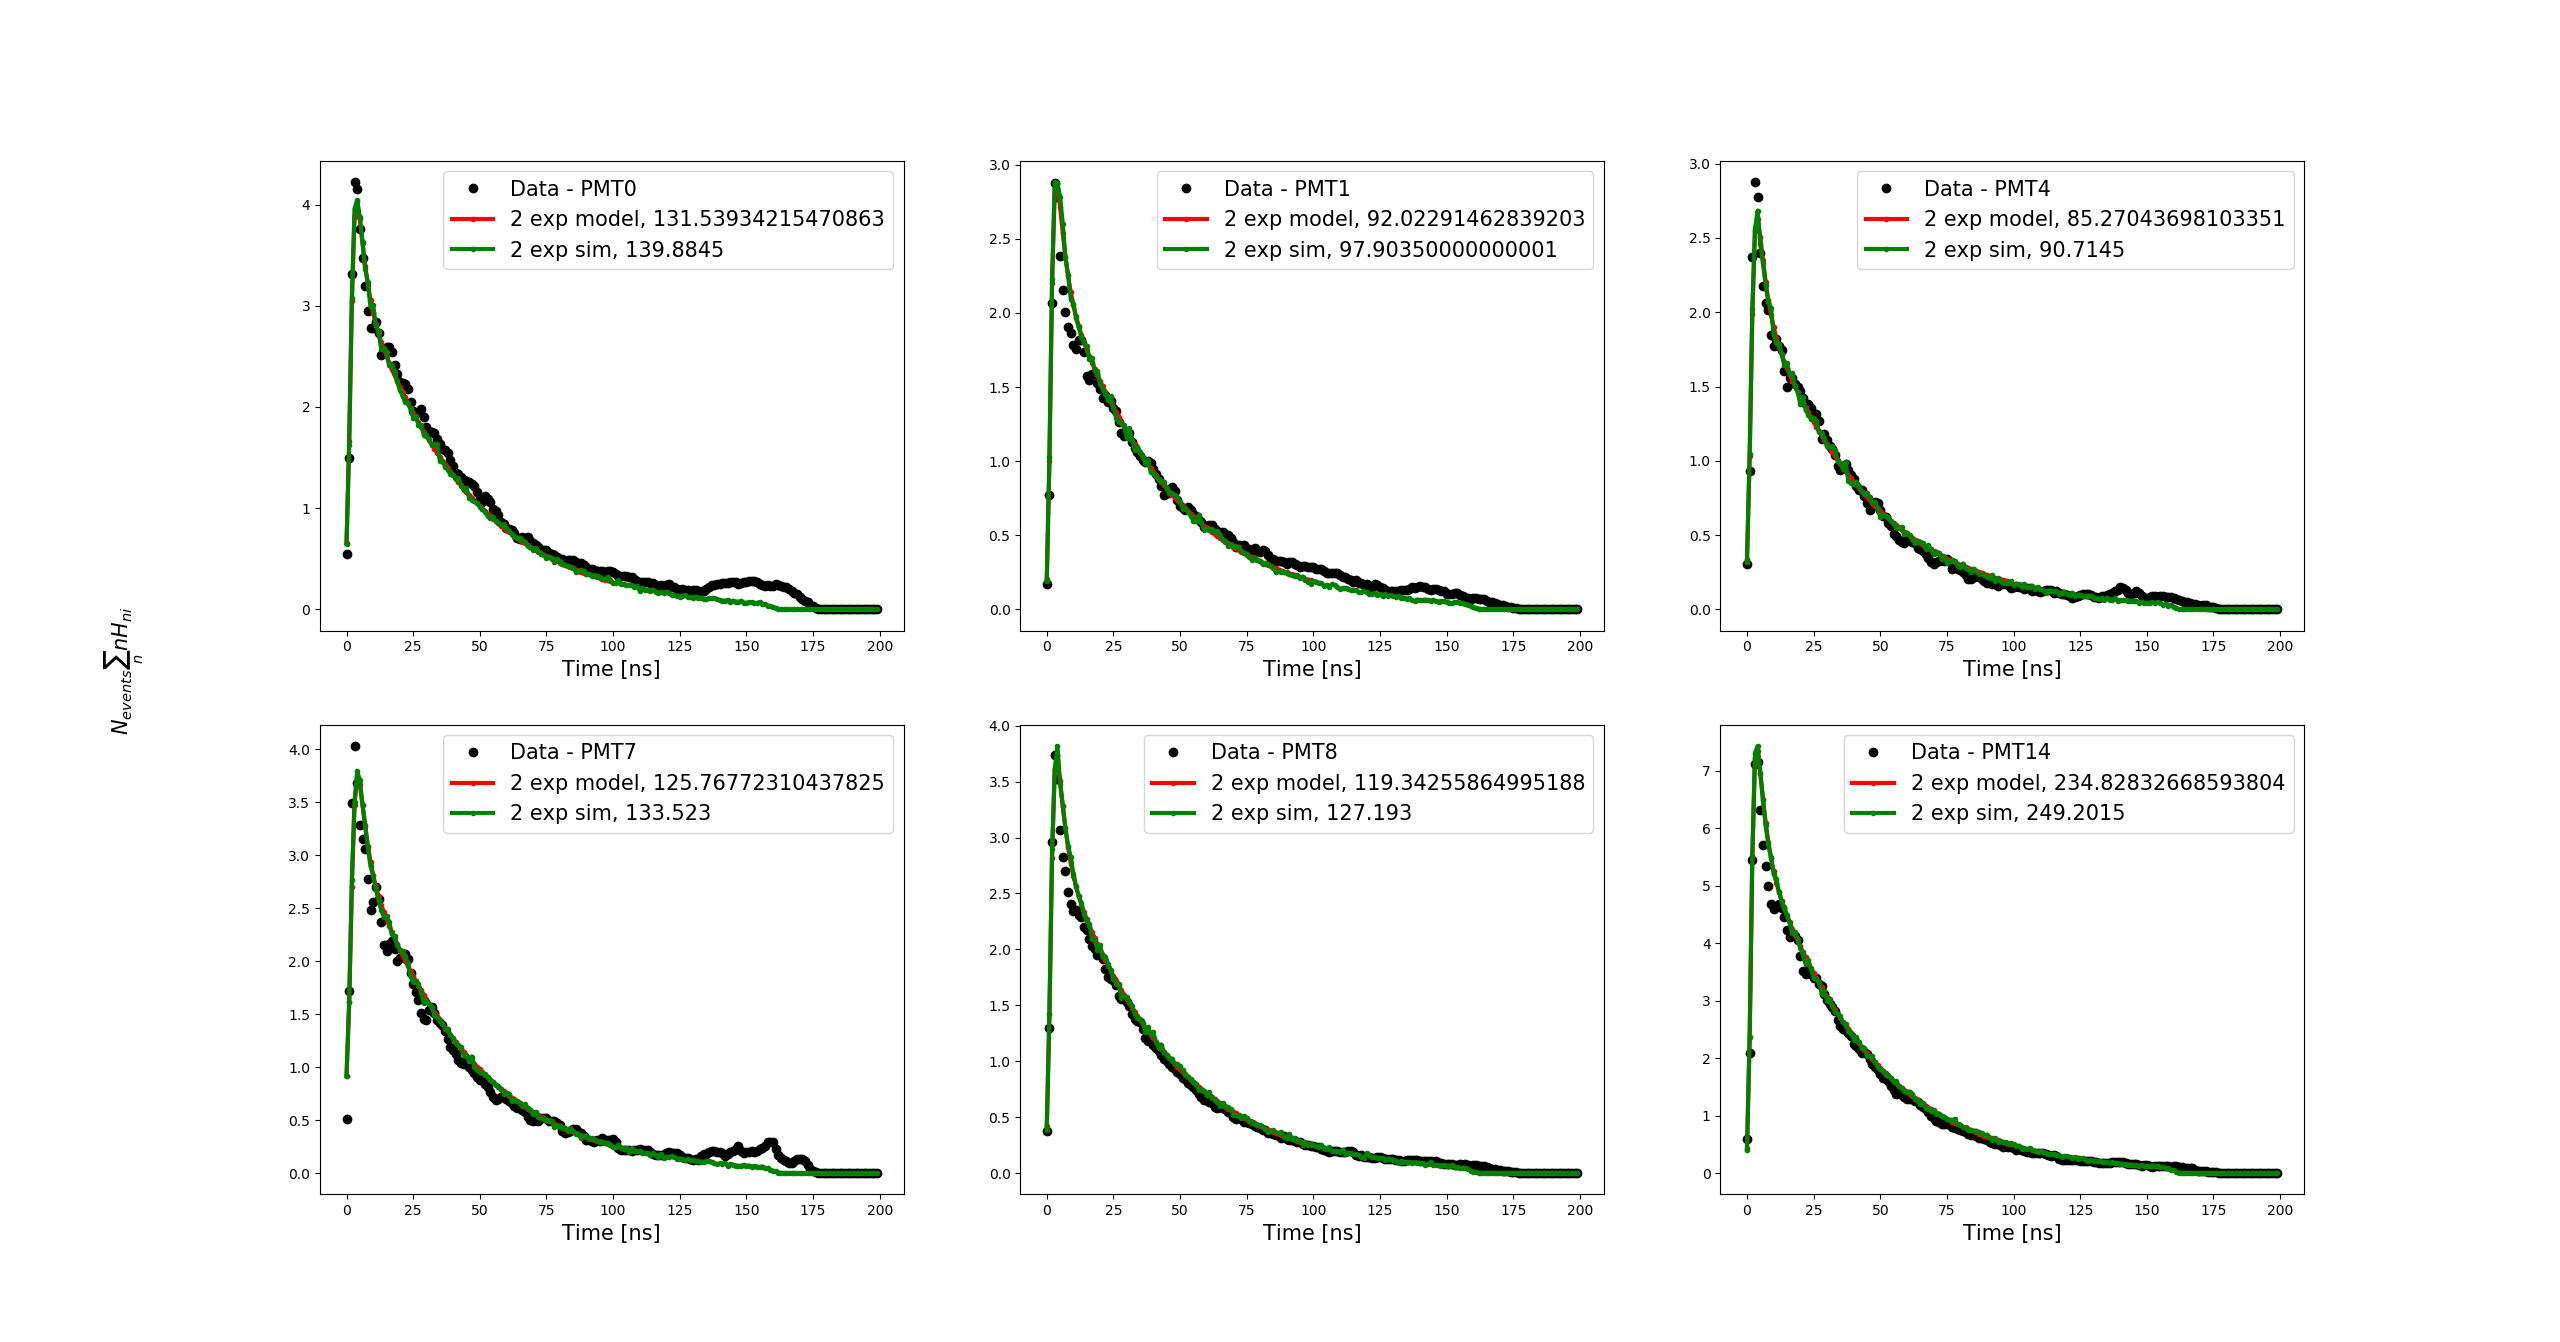 N_events ∑_n nH_ni
4
3
2
1
0
Data - PMT0
2 exp model, 131.53934215470863
2 exp sim, 139.8845
0 25 50 75 100 125 150 175 200
Time [ns]
3.0
2.5
2.0
1.5
1.0
0.5
0.0
Data - PMT1
2 exp model, 92.02291462839203
2 exp sim, 97.90350000000001
0 25 50 75 100 125 150 175 200
Time [ns]
3.0
2.5
2.0
1.5
1.0
0.5
0.0
Data - PMT4
2 exp model, 85.27043698103351
2 exp sim, 90.7145
0 25 50 75 100 125 150 175 200
Time [ns]
4.0
3.5
3.0
2.5
2.0
1.5
1.0
0.5
0.0
Data - PMT7
2 exp model, 125.76772310437825
2 exp sim, 133.523
0 25 50 75 100 125 150 175 200
Time [ns]
4.0
3.5
3.0
2.5
2.0
1.5
1.0
0.5
0.0
Data - PMT8
2 exp model, 119.34255864995188
2 exp sim, 127.193
0 25 50 75 100 125 150 175 200
Time [ns]
7
6
5
4
3
2
1
0
Data - PMT14
2 exp model, 234.82832668593804
2 exp sim, 249.2015
0 25 50 75 100 125 150 175 200
Time [ns]